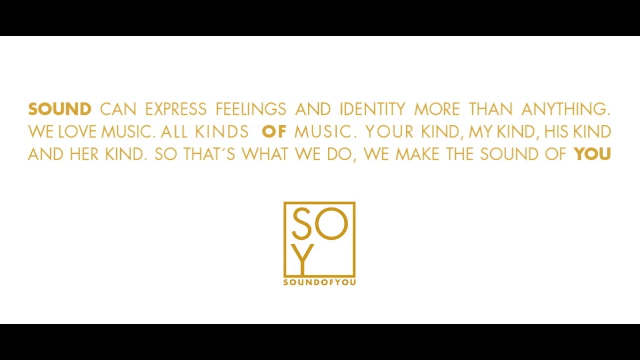 SOUND CAN EXPRESS FEELINGS AND IDENTITY MORE THAN ANYTHING.
WE LOVE MUSIC. ALL KINDS OF MUSIC. YOUR KIND, MY KIND, HIS KIND
AND HER KIND. SO THAT´S WHAT WE DO, WE MAKE THE SOUND OF YOU
SO
Y
SOUNDOFYOU